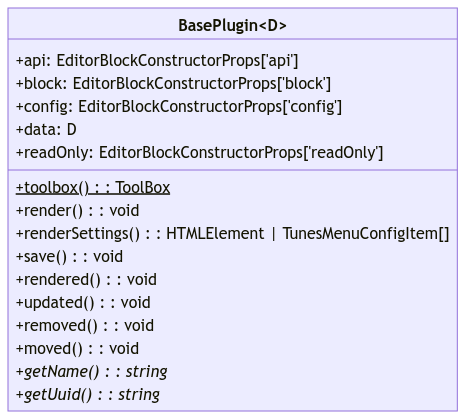 BasePlugin<D>
+api: EditorBlockConstructorProps['api']
+block: EditorBlockConstructorProps['block']
+config: EditorBlockConstructorProps['config']
+data: D
+readOnly: EditorBlockConstructorProps['readOnly']
+toolbox() : : ToolBox
+render() : : void
+renderSettings() : : HTMLElement | TunesMenuConfigItem[]
+save() : : void
+rendered() : : void
+updated() : : void
+removed() : : void
+moved() : : void
+getName() : : string
+getUuid() : : string